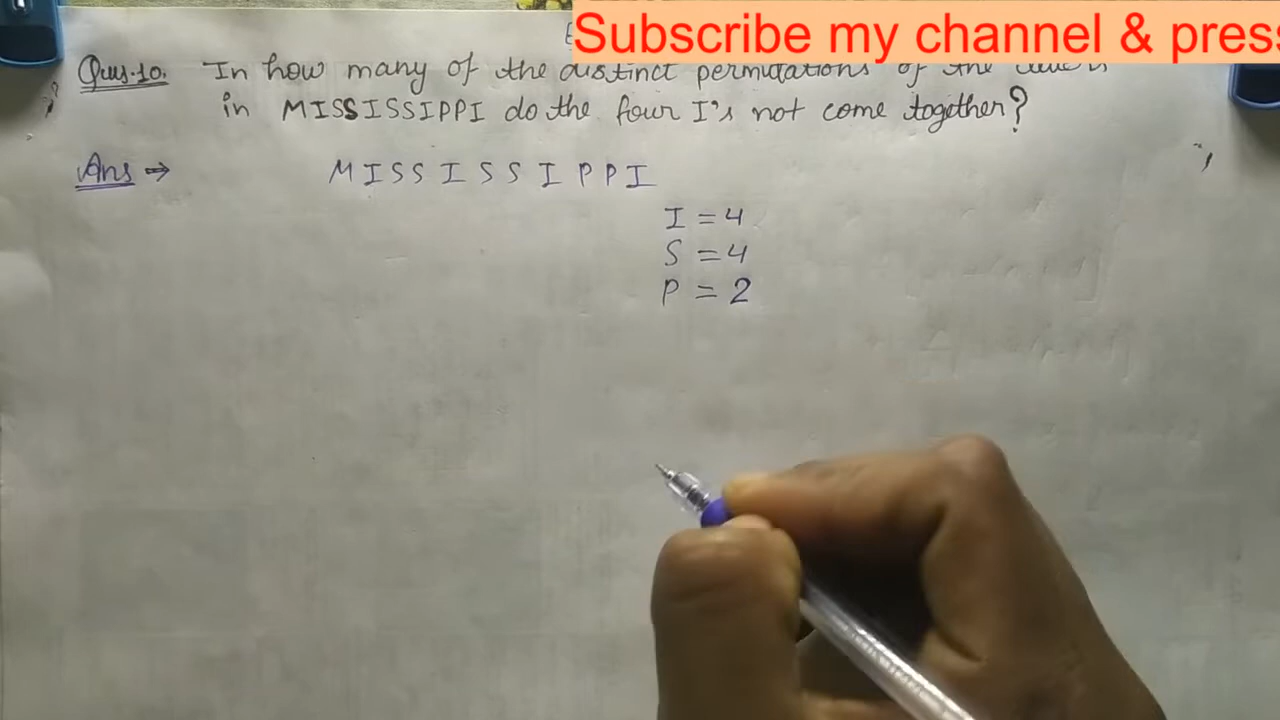 Subscribe my channel & press
Ques.10. In how many of the distinct permutations of the
in MISSISSIPPI do the four I's not come together?
Ans ⇒ M I S S I S S I P P I
I = 4
S = 4
P = 2